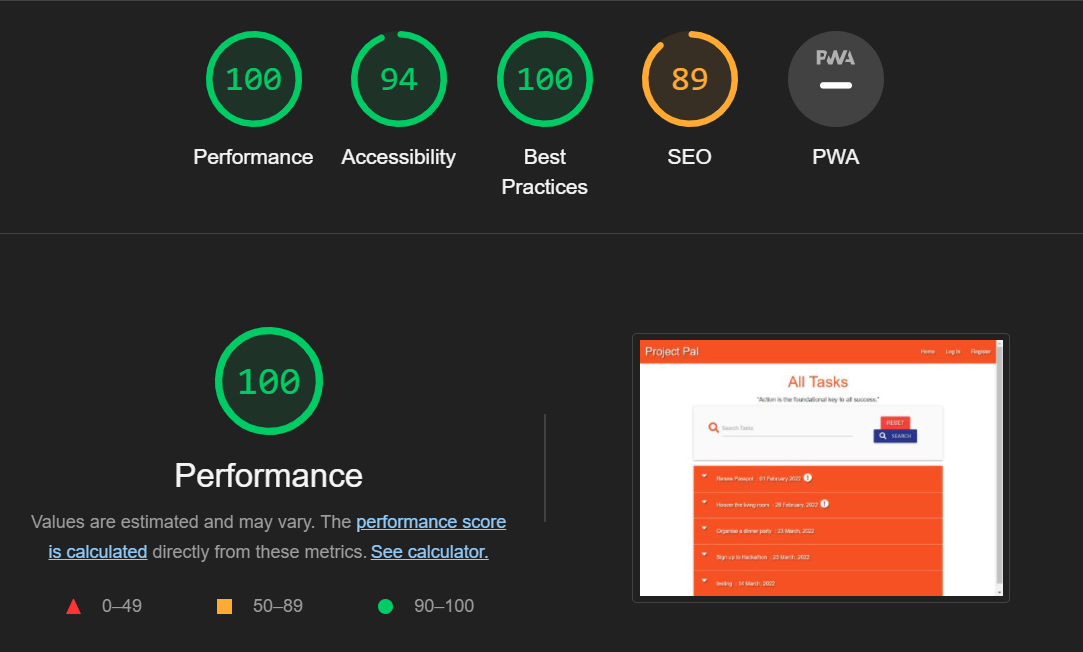 100
94
100
89
PWA
Performance
Accessibility
Best
Practices
SEO
PWA
100
Performance
Values are estimated and may vary. The performance score
is calculated directly from these metrics. See calculator.
0–49
50–89
90–100
Project Pal
Home
Log In
Register
All Tasks
"Action is the foundational key to all success."
Search Tasks
RESET
SEARCH
Renew Passport : 01 February, 2022
Hoover the living room : 28 February, 2022
Organise a dinner party : 23 March, 2022
Sign up to Hackathon : 23 March, 2022
testing : 14 March, 2022